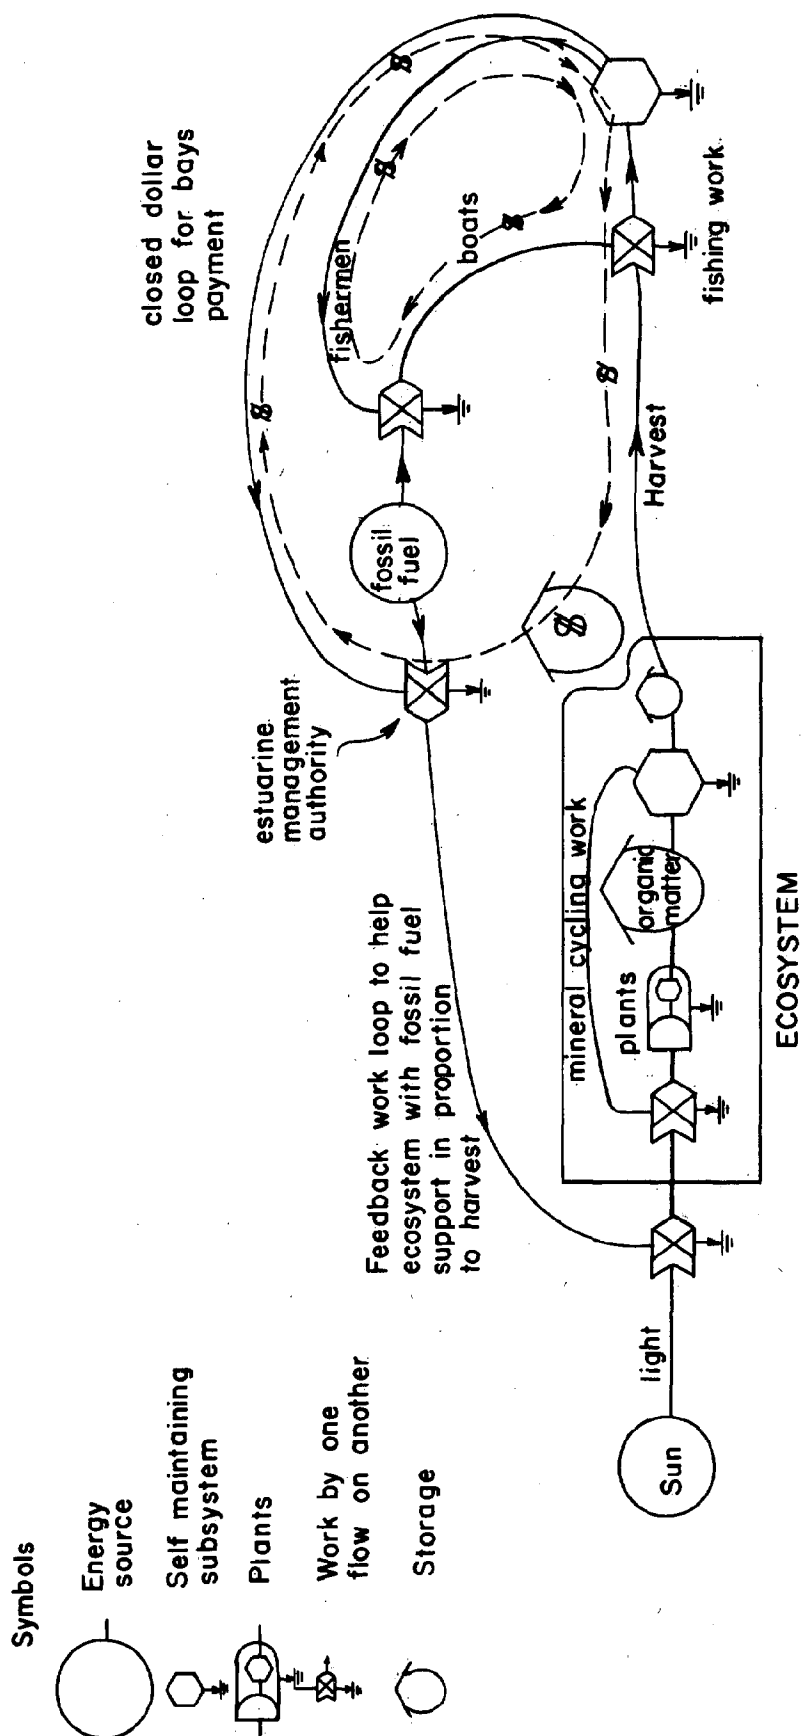 Symbols
Energy
source
Self maintaining
subsystem
Plants
Work by one
flow on another
Storage
closed dollar
loop for bays
payment
estuarine
management
authority
Feedback work loop to help
ecosystem with fossil fuel
support in proportion
to harvest
fishermen
boats
$
$
$
$
$
$
fossil
fuel
fishing work
Harvest
mineral cycling work
plants
organic
matter
light
Sun
ECOSYSTEM